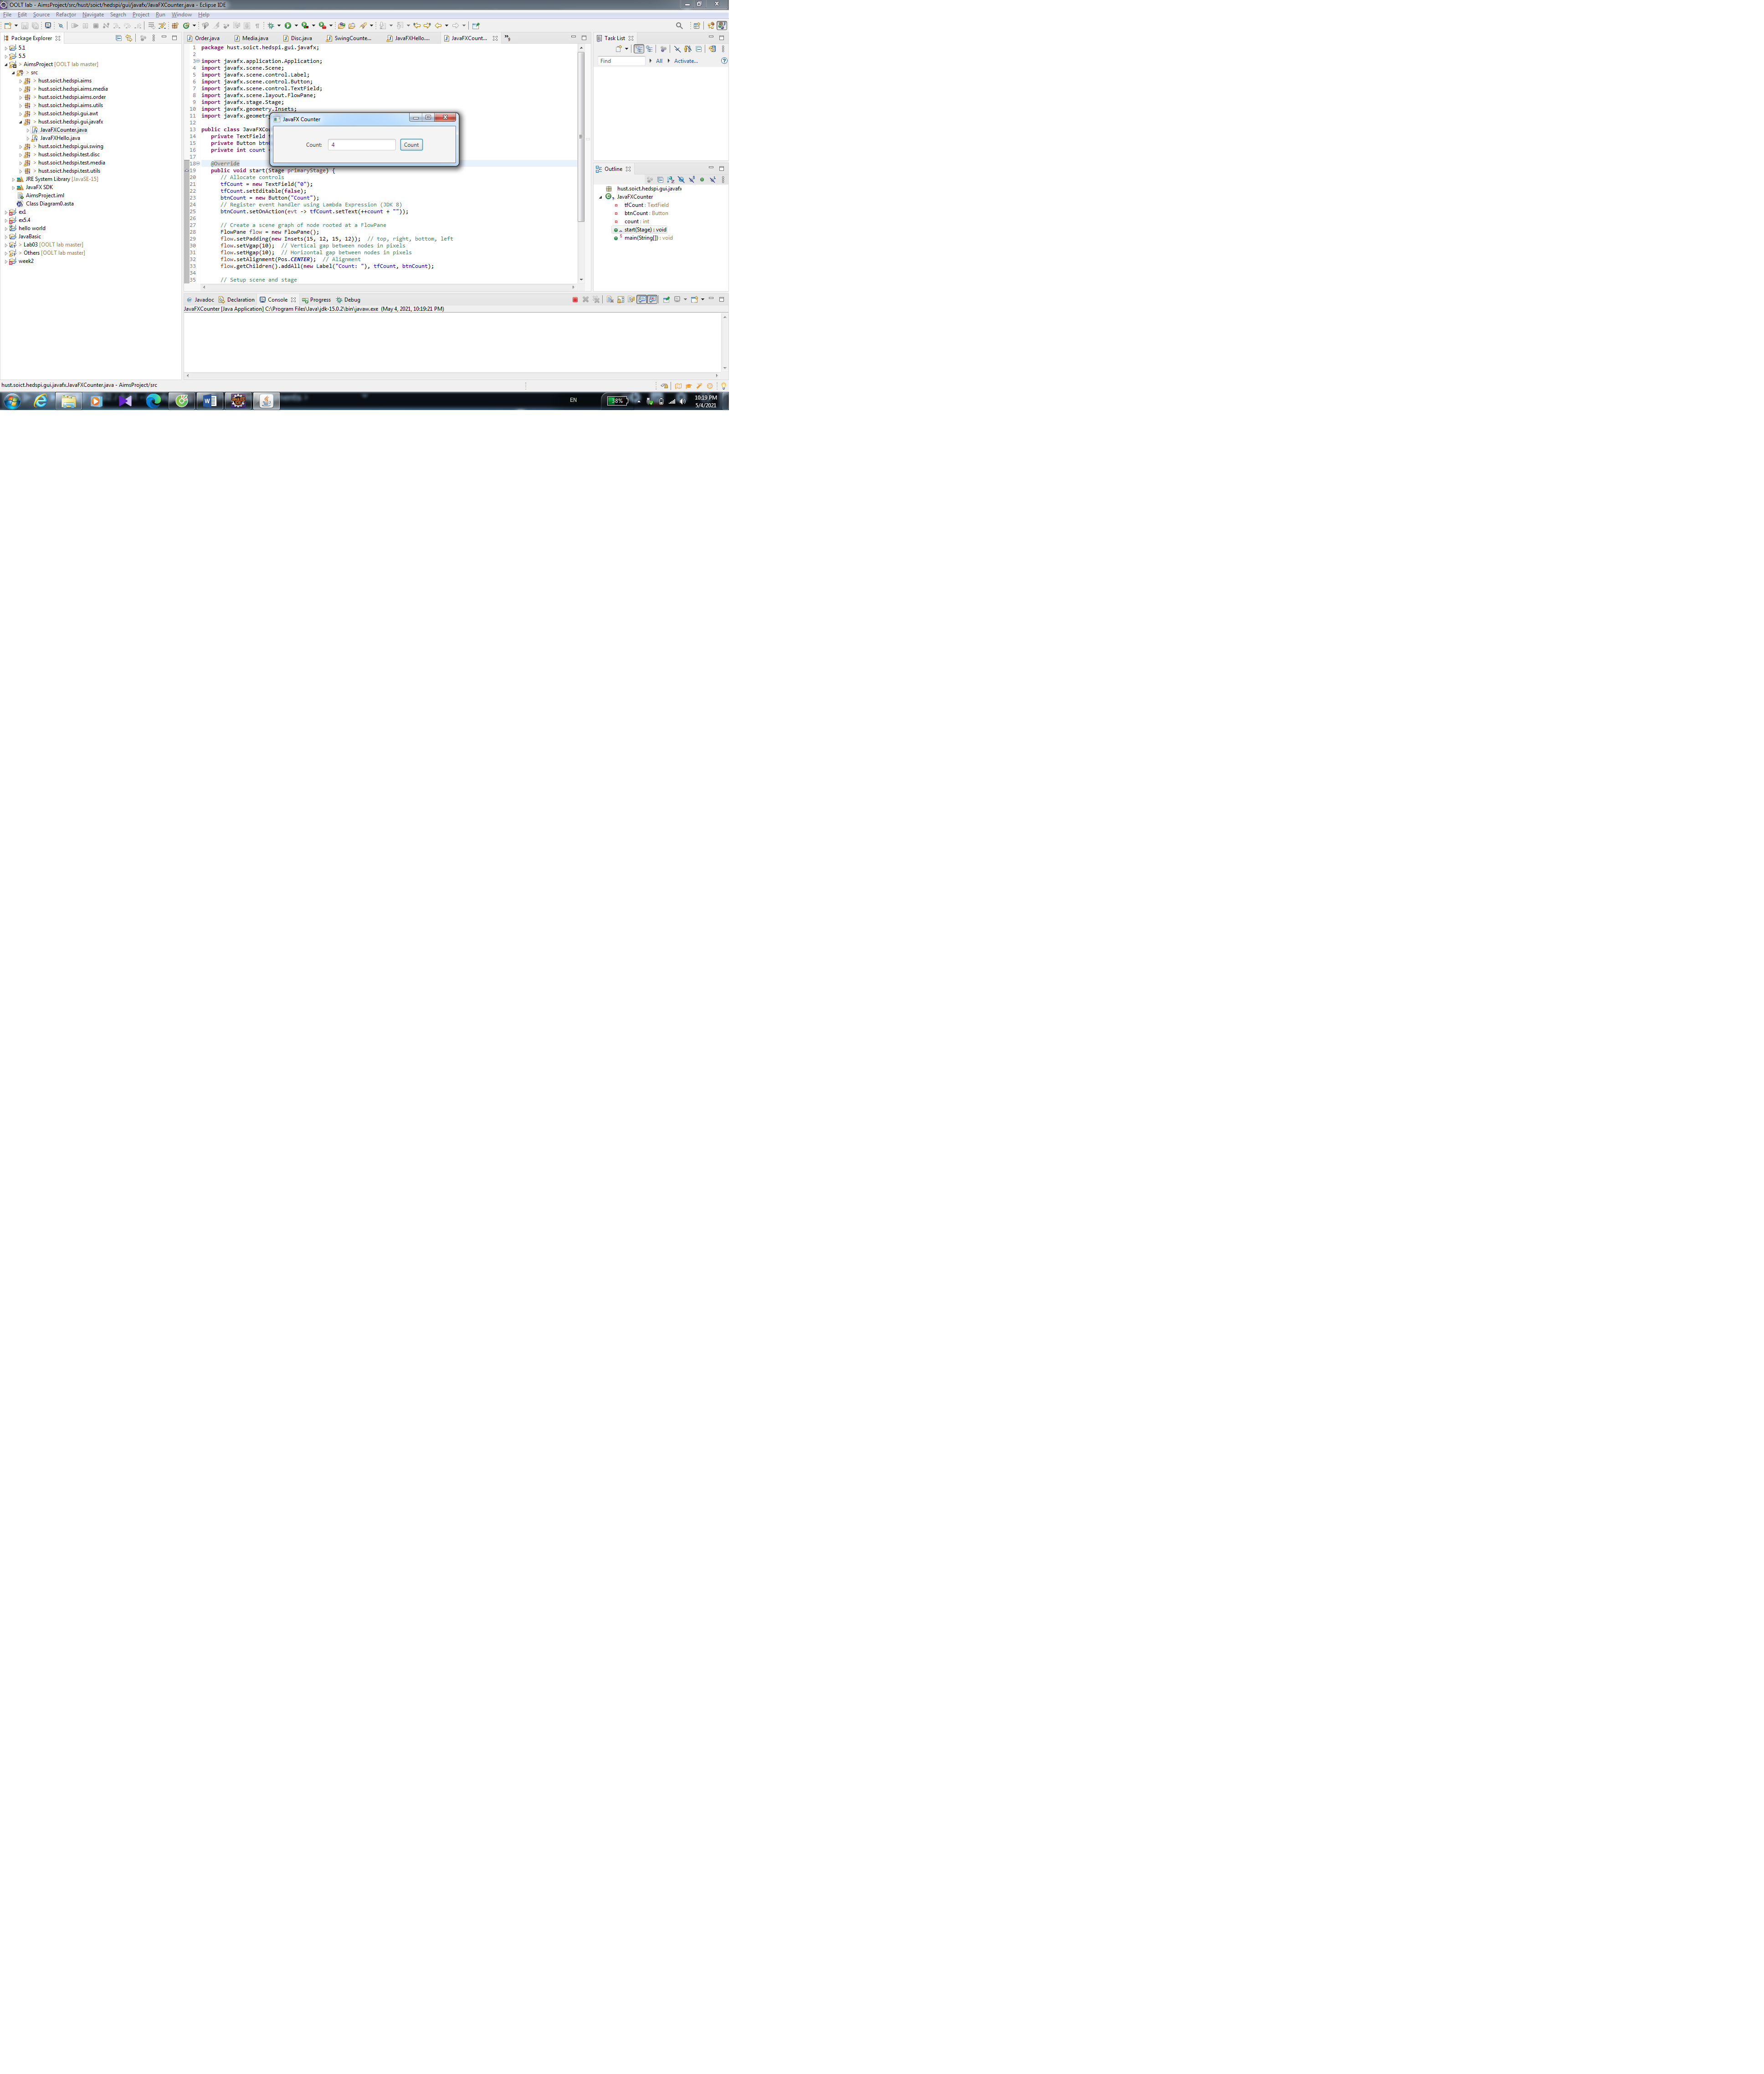 OOLT lab - AimsProject/src/hust/soict/hedspi/gui/javafx/JavaFXCounter.java - Eclipse IDE
File Edit Source Refactor Navigate Search Project Run Window Help
Package Explorer
5.1
5.5
> AimsProject [OOLT lab master]
> src
> hust.soict.hedspi.aims
> hust.soict.hedspi.aims.media
> hust.soict.hedspi.aims.order
> hust.soict.hedspi.aims.utils
> hust.soict.hedspi.gui.awt
> hust.soict.hedspi.gui.javafx
> JavaFXCounter.java
> JavaFXHello.java
> hust.soict.hedspi.gui.swing
> hust.soict.hedspi.test.disc
> hust.soict.hedspi.test.media
> hust.soict.hedspi.test.utils
JRE System Library [JavaSE-15]
JavaFX SDK
AimsProject.iml
Class Diagram0.asta
ex1
ex5.4
hello world
JavaBasic
> Lab03 [OOLT lab master]
> Others [OOLT lab master]
week2
Order.java Media.java Disc.java SwingCounte... JavaFXHello.... JavaFXCount...
1 package hust.soict.hedspi.gui.javafx;
2
3 import javafx.application.Application;
4 import javafx.scene.Scene;
5 import javafx.scene.control.Label;
6 import javafx.scene.control.Button;
7 import javafx.scene.control.TextField;
8 import javafx.scene.layout.FlowPane;
9 import javafx.stage.Stage;
10 import javafx.geometry.Insets;
11 import javafx.geometr
12
13 public class JavaFXCou
14 private TextField
15 private Button btn
16 private int count
17
18 @Override
19 public void start(Stage primaryStage) {
20 // Allocate controls
21 tfCount = new TextField("0");
22 tfCount.setEditable(false);
23 btnCount = new Button("Count");
24 // Register event handler using Lambda Expression (JDK 8)
25 btnCount.setOnAction(evt -> tfCount.setText(++count + ""));
26
27 // Create a scene graph of node rooted at a FlowPane
28 FlowPane flow = new FlowPane();
29 flow.setPadding(new Insets(15, 12, 15, 12)); // top, right, bottom, left
30 flow.setVgap(10); // Vertical gap between nodes in pixels
31 flow.setHgap(10); // Horizontal gap between nodes in pixels
32 flow.setAlignment(Pos.CENTER); // Alignment
33 flow.getChildren().addAll(new Label("Count: "), tfCount, btnCount);
34
35 // Setup scene and stage
JavaFX Counter
Count: 4 Count
Task List
Find All Activate...
Outline
hust.soict.hedspi.gui.javafx
JavaFXCounter
tfCount : TextField
btnCount : Button
count : int
start(Stage) : void
main(String[]) : void
Javadoc Declaration Console Progress Debug
JavaFXCounter [Java Application] C:\Program Files\Java\jdk-15.0.2\bin\javaw.exe (May 4, 2021, 10:19:21 PM)
hust.soict.hedspi.gui.javafx.JavaFXCounter.java - AimsProject/src
EN
38%
10:19 PM
5/4/2021